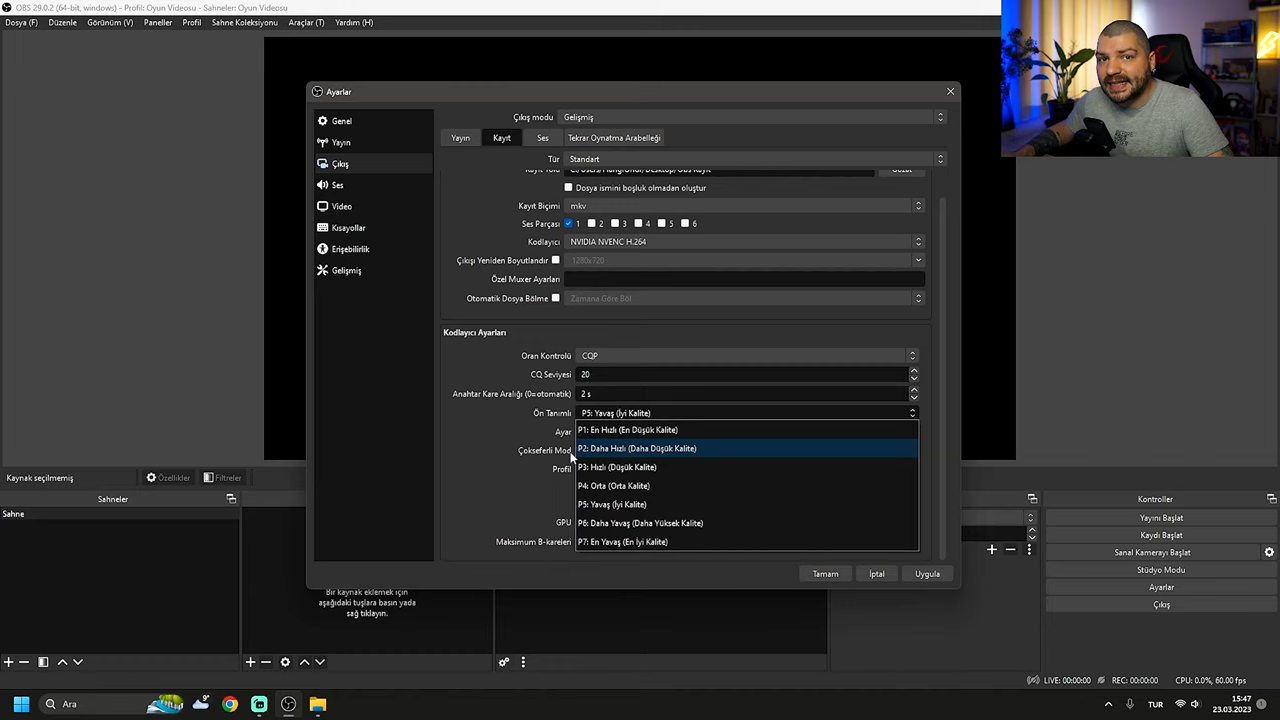 OBS 29.0.2 (64-bit, windows) - Profil: Oyun Videosu - Sahneler: Oyun Videosu
Dosya (F) Düzenle Görünüm (V) Paneller Profil Sahne Koleksiyonu Araçlar (T) Yardım (H)
Ayarlar
Genel
Yayın
Çıkış
Ses
Video
Kısayollar
Erişebilirlik
Gelişmiş
Çıkış modu Gelişmiş
Yayın Kayıt Ses Tekrar Oynatma Arabelleği
Tür Standart
Dosya ismini boşluk olmadan oluştur
Kayıt Biçimi mkv
Ses Parçası 1 2 3 4 5 6
Kodlayıcı NVIDIA NVENC H.264
Çıkışı Yeniden Boyutlandır 1280x720
Özel Muxer Ayarları
Otomatik Dosya Bölme Zamana Göre Böl
Kodlayıcı Ayarları
Oran Kontrolü CQP
CQ Seviyesi 20
Anahtar Kare Aralığı (0=otomatik) 2 s
Ön Tanımlı P5: Yavaş (İyi Kalite)
Ayar
Çokseferli Mod
Profil
GPU
Maksimum B-kareleri
P1: En Hızlı (En Düşük Kalite)
P2: Daha Hızlı (Daha Düşük Kalite)
P3: Hızlı (Düşük Kalite)
P4: Orta (Orta Kalite)
P5: Yavaş (İyi Kalite)
P6: Daha Yavaş (Daha Yüksek Kalite)
P7: En Yavaş (En İyi Kalite)
Tamam İptal Uygula
Kaynak seçilmemiş Özellikler Filtreler
Sahneler
Sahne
Bir kaynak eklemek için
aşağıdaki tuşlara basın yada
sağ tıklayın.
Kontroller
Yayını Başlat
Kaydı Başlat
Sanal Kamerayı Başlat
Stüdyo Modu
Ayarlar
Çıkış
LIVE: 00:00:00 REC: 00:00:00 CPU: 0.0%, 60.00 fps
Ara
9°
TUR
15:47
23.03.2023